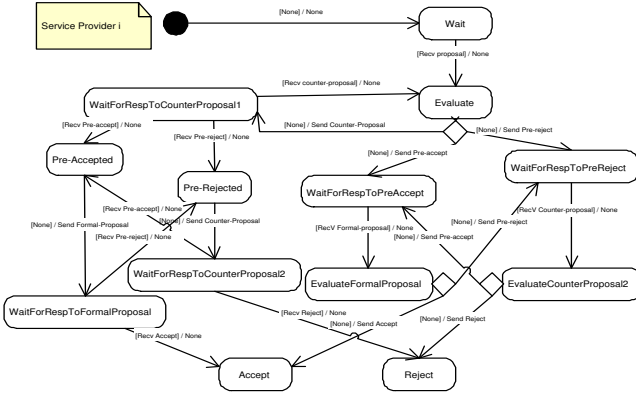 Service Provider i
[None] / None
Wait
[Recv proposal] / None
[Recv counter-proposal] / None
WaitForRespToCounterProposal1
Evaluate
[Recv Pre-accept] / None
[None] / Send Counter-Proposal
[None] / Send Pre-reject
[Recv Pre-reject] / None
Pre-Accepted
[None] / Send Pre-accept
WaitForRespToPreReject
Pre-Rejected
WaitForRespToPreAccept
[Recv Pre-accept] / None
[RecV Counter-proposal] / None
[None] / Send Formal-Proposal
[None] / Send Counter-Proposal
[None] / Send Pre-reject
[Recv Pre-reject] / None
[RecV Formal-proposal] / None
[None] / Send Pre-accept
WaitForRespToCounterProposal2
EvaluateFormalProposal
EvaluateCounterProposal2
WaitForRespToFormalProposal
[Recv Reject] / None
[None] / Send Accept
[None] / Send Reject
[Recv Accept] / None
Accept
Reject